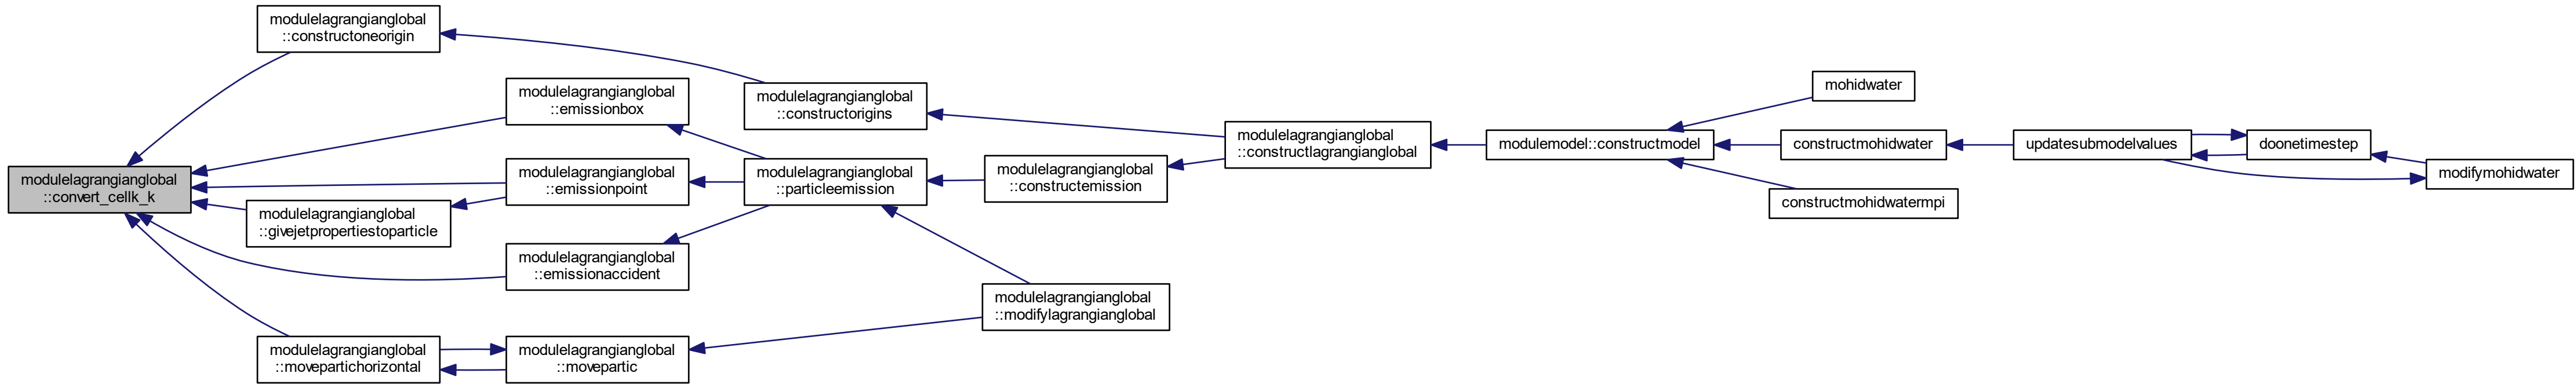 modulelagrangianglobal
::convert_cellk_k
modulelagrangianglobal
::constructoneorigin
modulelagrangianglobal
::emissionbox
modulelagrangianglobal
::emissionpoint
modulelagrangianglobal
::givejetpropertiestoparticle
modulelagrangianglobal
::emissionaccident
modulelagrangianglobal
::movepartichorizontal
modulelagrangianglobal
::movepartic
modulelagrangianglobal
::constructorigins
modulelagrangianglobal
::particleemission
modulelagrangianglobal
::constructemission
modulelagrangianglobal
::modifylagrangianglobal
modulelagrangianglobal
::constructlagrangianglobal
modulemodel::constructmodel
mohidwater
constructmohidwater
constructmohidwatermpi
updatesubmodelvalues
doonetimestep
modifymohidwater